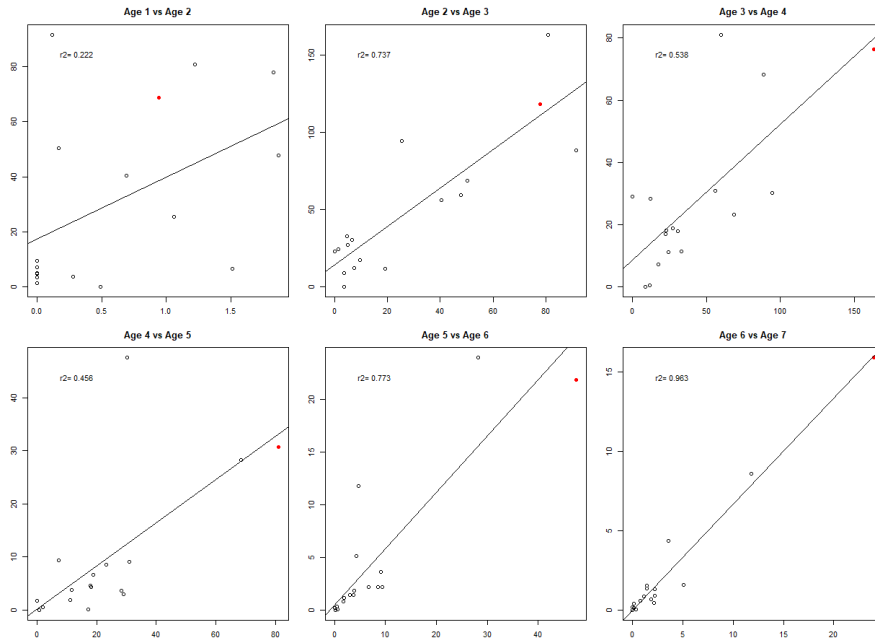 Age 1 vs Age 2
r2= 0.222
0 20 40 60 80
0.0 0.5 1.0 1.5
Age 2 vs Age 3
r2= 0.737
0 50 100 150
0 20 40 60 80
Age 3 vs Age 4
r2= 0.538
0 20 40 60 80
0 50 100 150
Age 4 vs Age 5
r2= 0.456
0 10 20 30 40
0 20 40 60 80
Age 5 vs Age 6
r2= 0.773
0 5 10 15 20
0 10 20 30 40
Age 6 vs Age 7
r2= 0.963
0 5 10 15
0 5 10 15 20